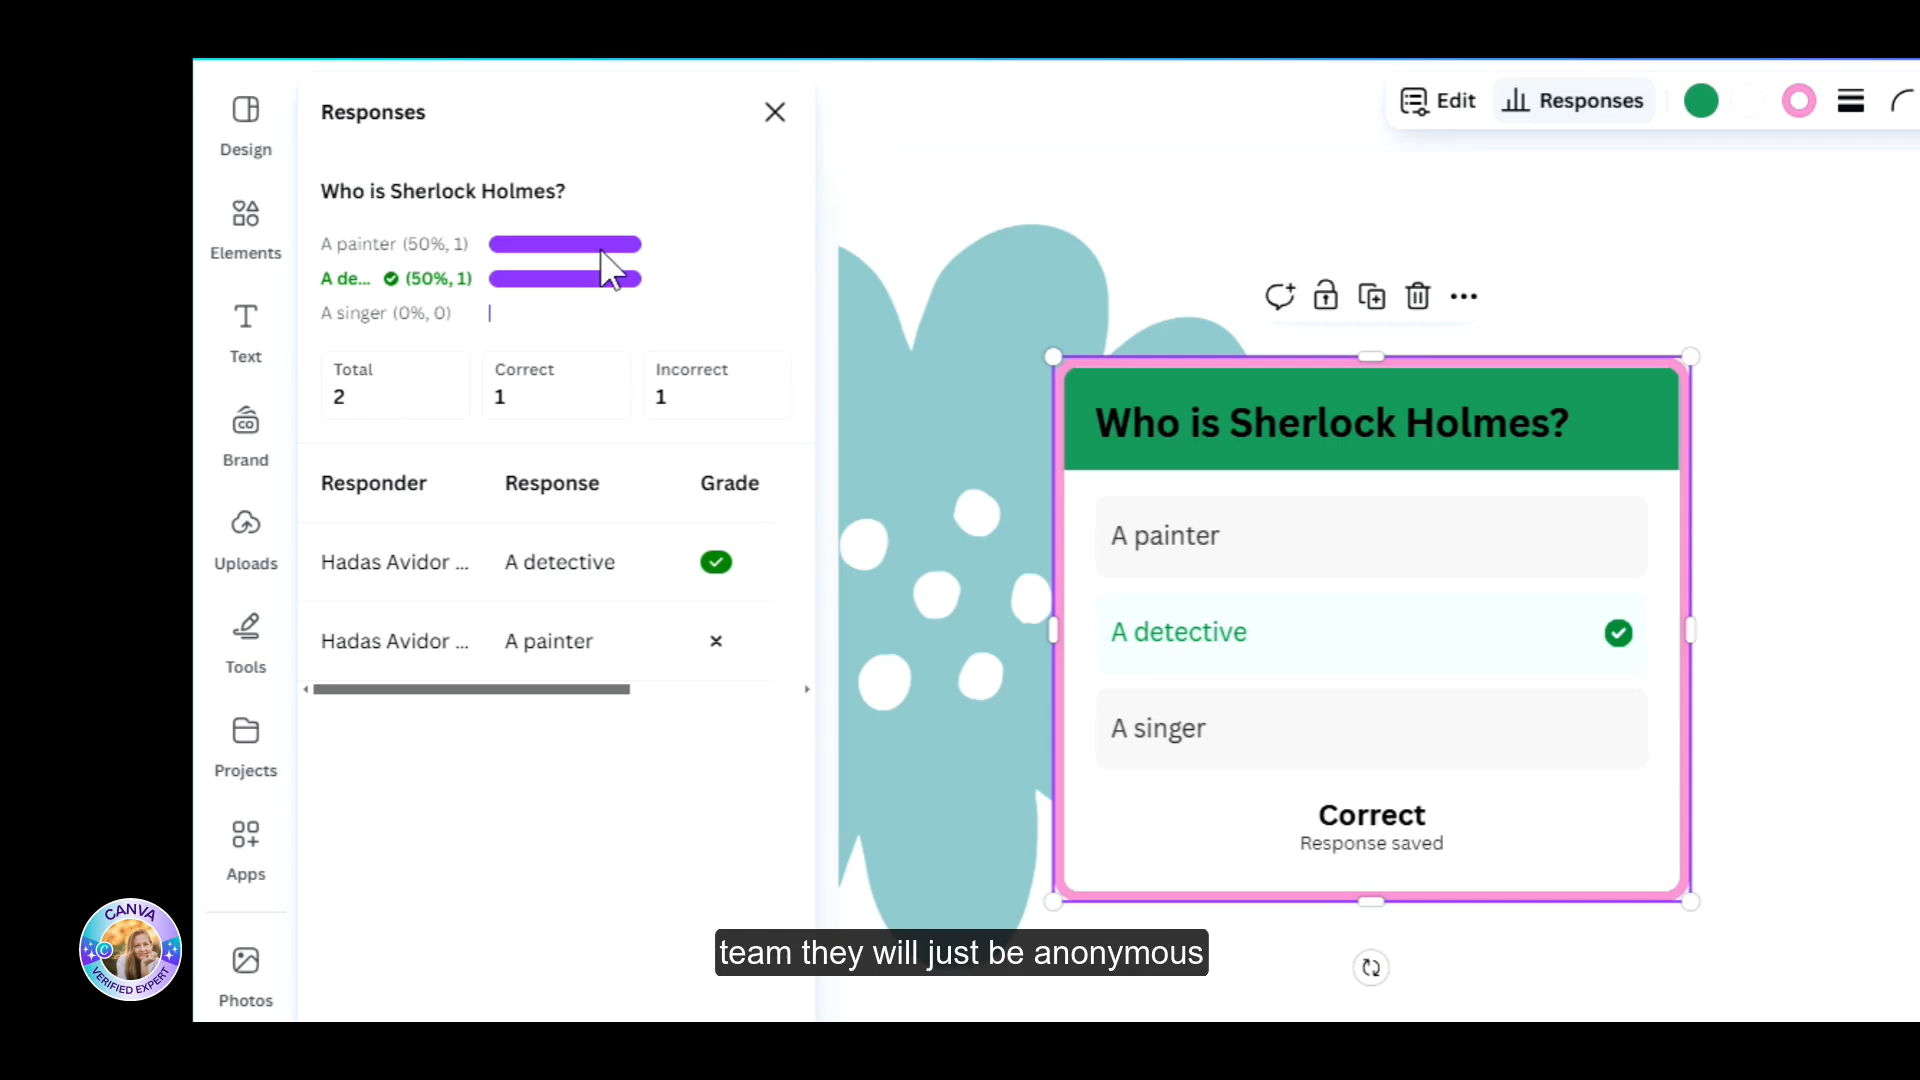 Responses
Edit
Responses
Design
Elements
Text
Brand
Uploads
Tools
Projects
Apps
Photos
Who is Sherlock Holmes?
A painter (50%, 1)
A de... (50%, 1)
A singer (0%, 0)
Total
2
Correct
1
Incorrect
1
Responder Response Grade
Hadas Avidor ... A detective
Hadas Avidor ... A painter
Who is Sherlock Holmes?
A painter
A detective
A singer
Correct
Response saved
CANVA
VERIFIED EXPERT
team they will just be anonymous